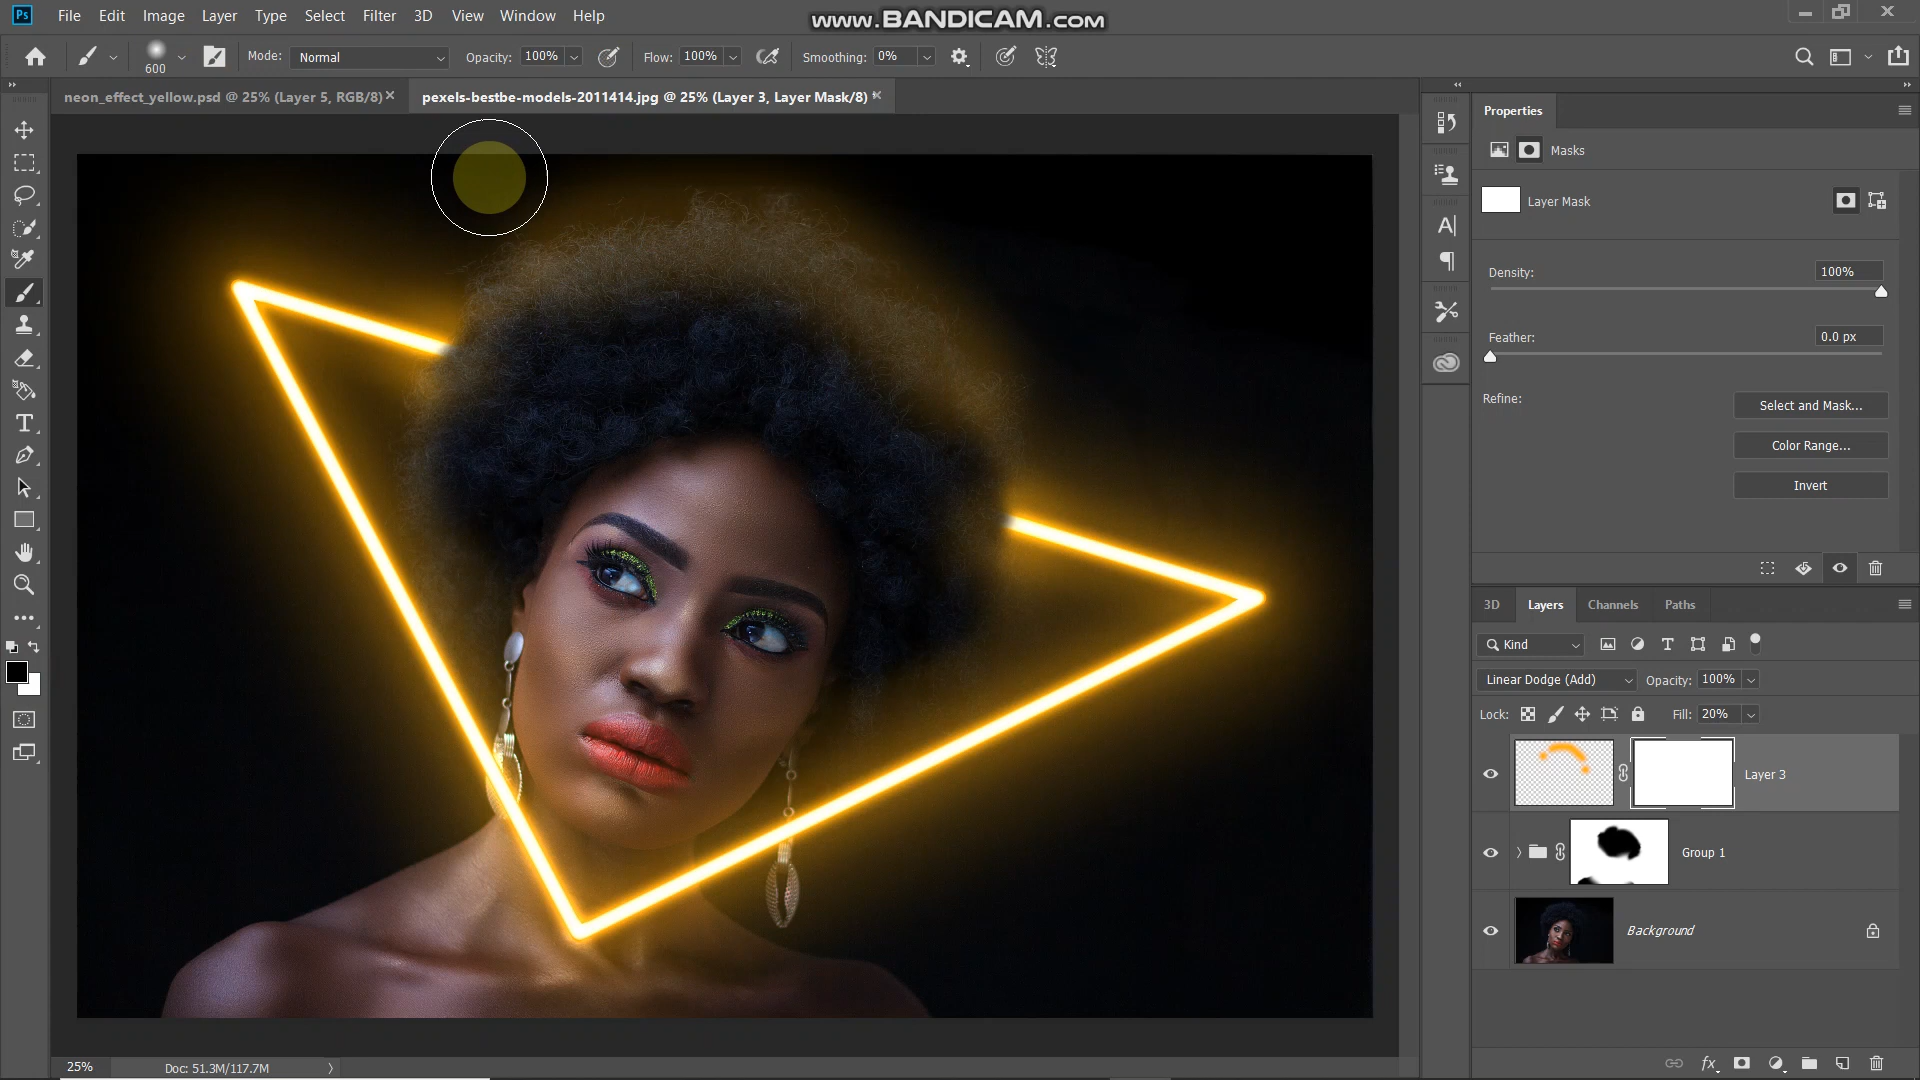 Ps File Edit Image Layer Type Select Filter 3D View Window Help
www.BANDICAM.com
600 Mode: Normal Opacity: 100% Flow: 100% Smoothing: 0%
neon_effect_yellow.psd @ 25% (Layer 5, RGB/8) pexels-bestbe-models-2011414.jpg @ 25% (Layer 3, Layer Mask/8)
Properties
Masks
Layer Mask
Density: 100%
Feather: 0.0 px
Refine: Select and Mask...
Color Range...
Invert
3D Layers Channels Paths
Kind
Linear Dodge (Add) Opacity: 100%
Lock: Fill: 20%
Layer 3
Group 1
Background
25% Doc: 51.3M/117.7M